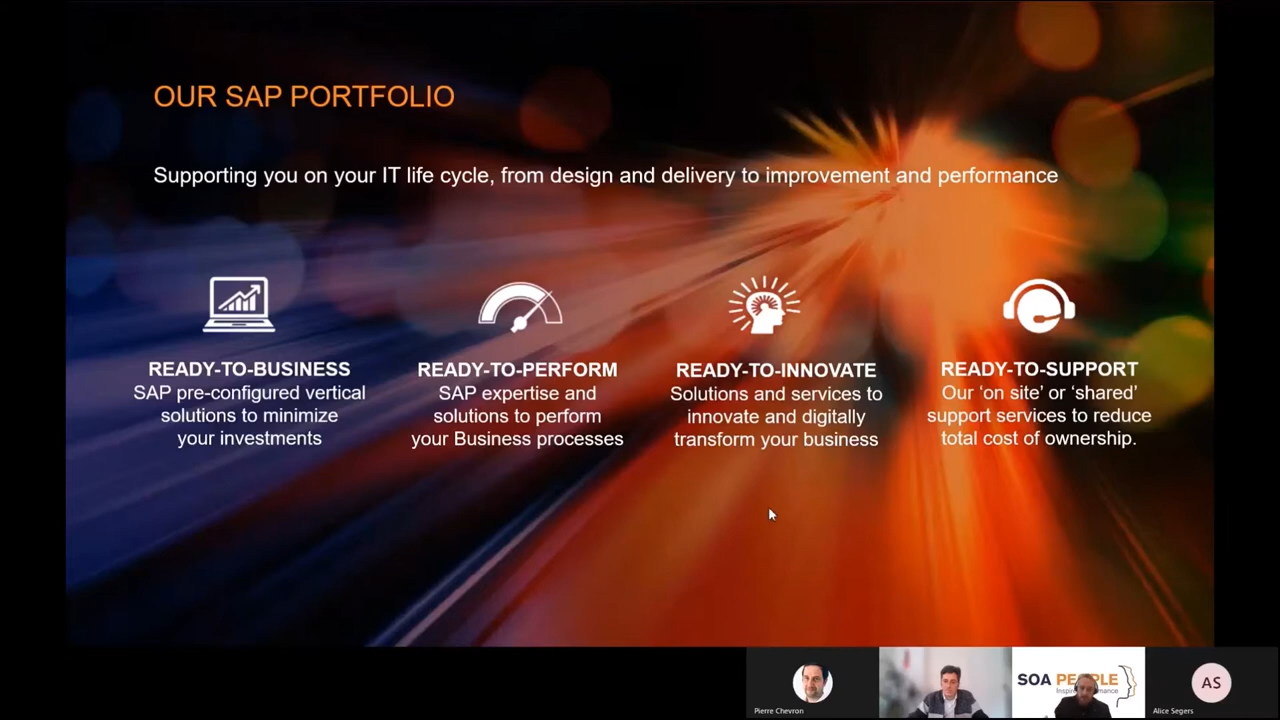 OUR SAP PORTFOLIO
Supporting you on your IT life cycle, from design and delivery to improvement and performance
READY-TO-BUSINESS
SAP pre-configured vertical
solutions to minimize
your investments
READY-TO-PERFORM
SAP expertise and
solutions to perform
your Business processes
READY-TO-INNOVATE
Solutions and services to
innovate and digitally
transform your business
READY-TO-SUPPORT
Our ‘on site’ or ‘shared’
support services to reduce
total cost of ownership.
Pierre Chevron
SOA
AS
Alice Segers